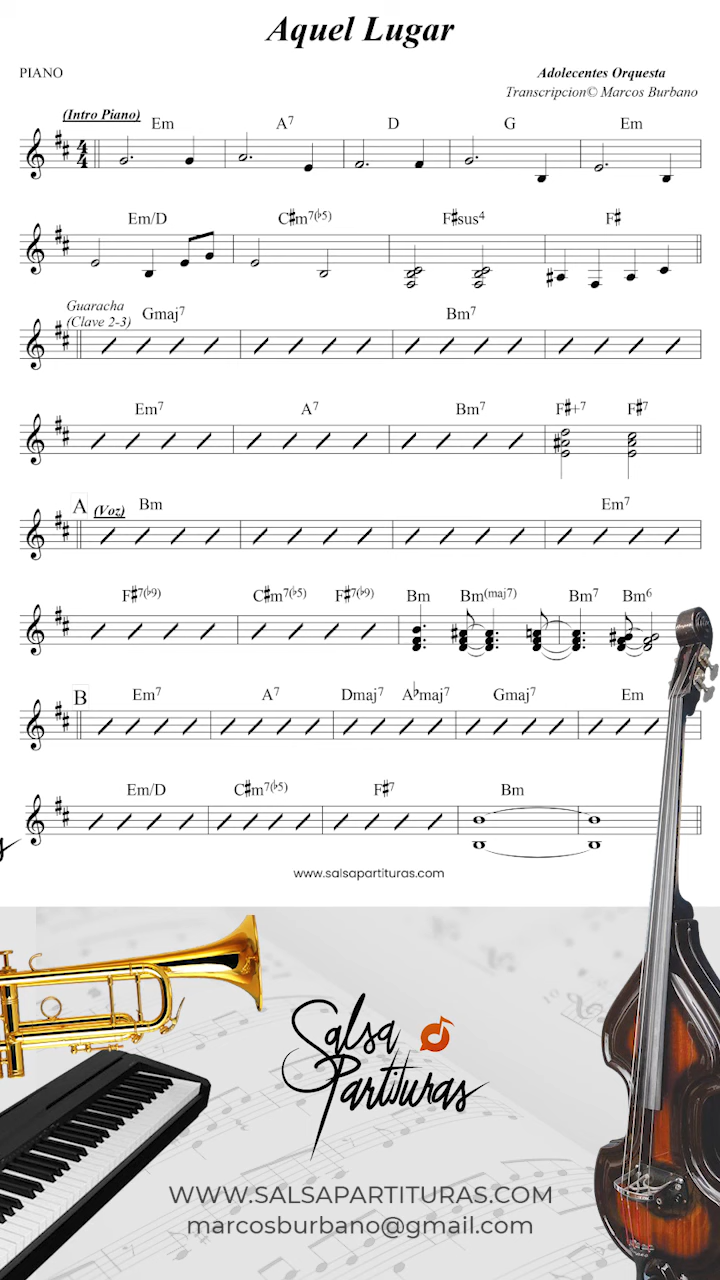 Aquel Lugar
PIANO
Adolecentes Orquesta
Transcripcion© Marcos Burbano
(Intro Piano) Em A7 D G Em
Em/D C#m7(♭5) F#sus4 F#
Guaracha
(Clave 2-3) Gmaj7 Bm7
Em7 A7 Bm7 F#+7 F#7
A (Voz) Bm Em7
F#7(♭9) C#m7(♭5) F#7(♭9) Bm Bm(maj7) Bm7 Bm6
B Em7 A7 Dmaj7 A♭maj7 Gmaj7 Em
Em/D C#m7(♭5) F#7 Bm
www.salsapartituras.com
Salsa
Partituras
WWW.SALSAPARTITURAS.COM
marcosburbano@gmail.com